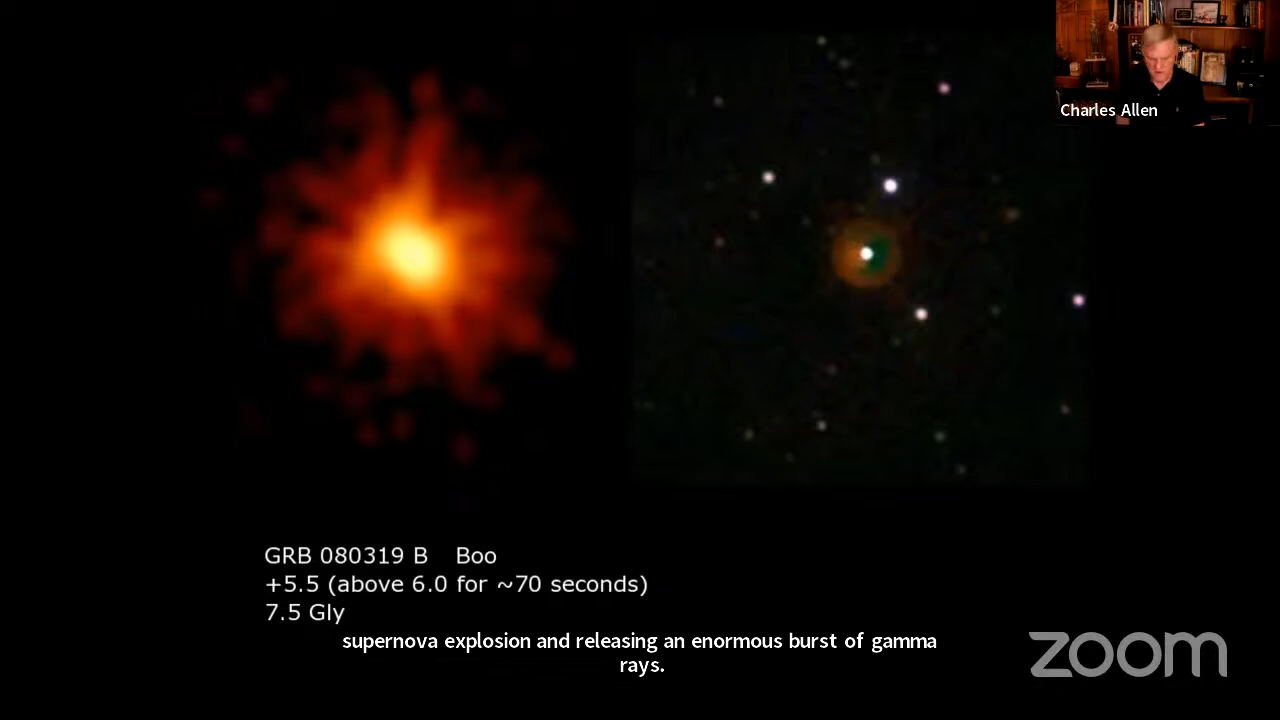 Charles Allen
GRB 080319 B Boo
+5.5 (above 6.0 for ~70 seconds)
7.5 Gly
supernova explosion and releasing an enormous burst of gamma
rays.
zoom